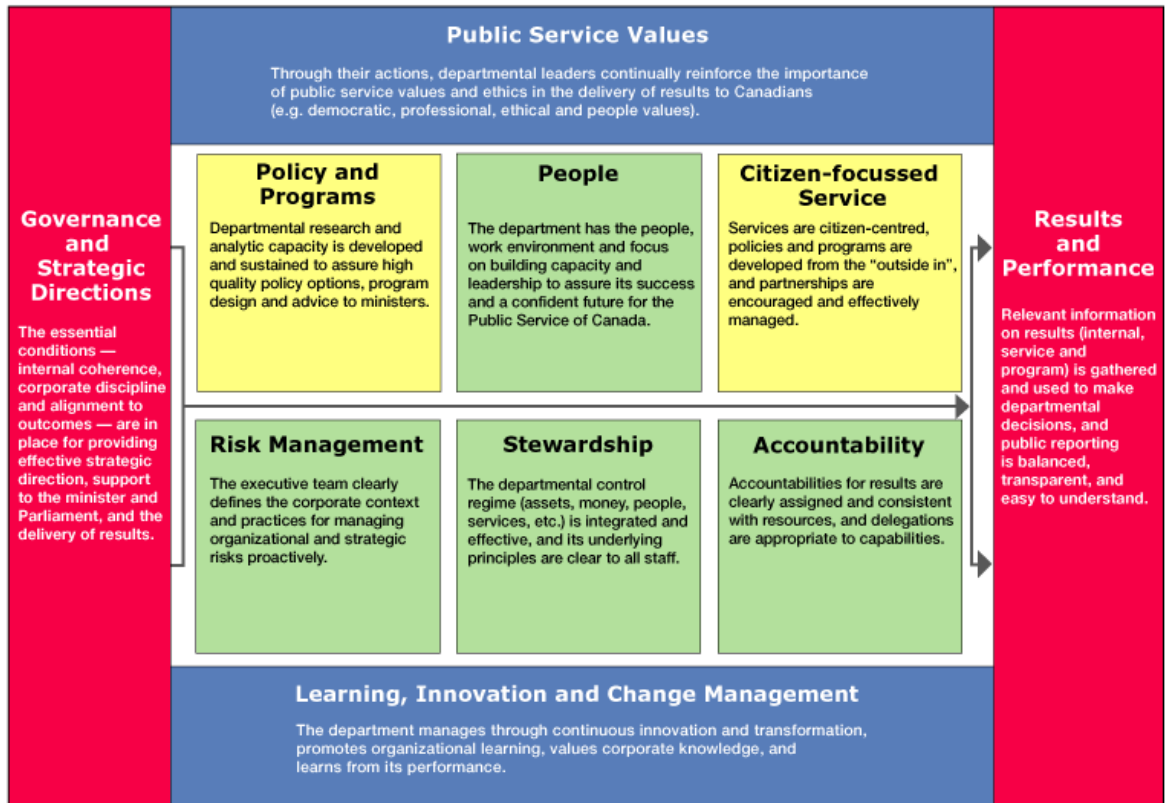 Public Service Values
Through their actions, departmental leaders continually reinforce the importance
of public service values and ethics in the delivery of results to Canadians
(e.g. democratic, professional, ethical and people values).
Governance
and
Strategic
Directions
The essential
conditions —
internal coherence,
corporate discipline
and alignment to
outcomes — are in
place for providing
effective strategic
direction, support
to the minister and
Parliament, and the
delivery of results.
Policy and
Programs
Departmental research and
analytic capacity is developed
and sustained to assure high
quality policy options, program
design and advice to ministers.
People
The department has the people,
work environment and focus
on building capacity and
leadership to assure its success
and a confident future for the
Public Service of Canada.
Citizen-focussed
Service
Services are citizen-centred,
policies and programs are
developed from the “outside in”,
and partnerships are
encouraged and effectively
managed.
Risk Management
The executive team clearly
defines the corporate context
and practices for managing
organizational and strategic
risks proactively.
Stewardship
The departmental control
regime (assets, money, people,
services, etc.) is integrated and
effective, and its underlying
principles are clear to all staff.
Accountability
Accountabilities for results are
clearly assigned and consistent
with resources, and delegations
are appropriate to capabilities.
Results
and
Performance
Relevant information
on results (internal,
service and
program) is gathered
and used to make
departmental
decisions, and
public reporting
is balanced,
transparent, and
easy to understand.
Learning, Innovation and Change Management
The department manages through continuous innovation and transformation,
promotes organizational learning, values corporate knowledge, and
learns from its performance.